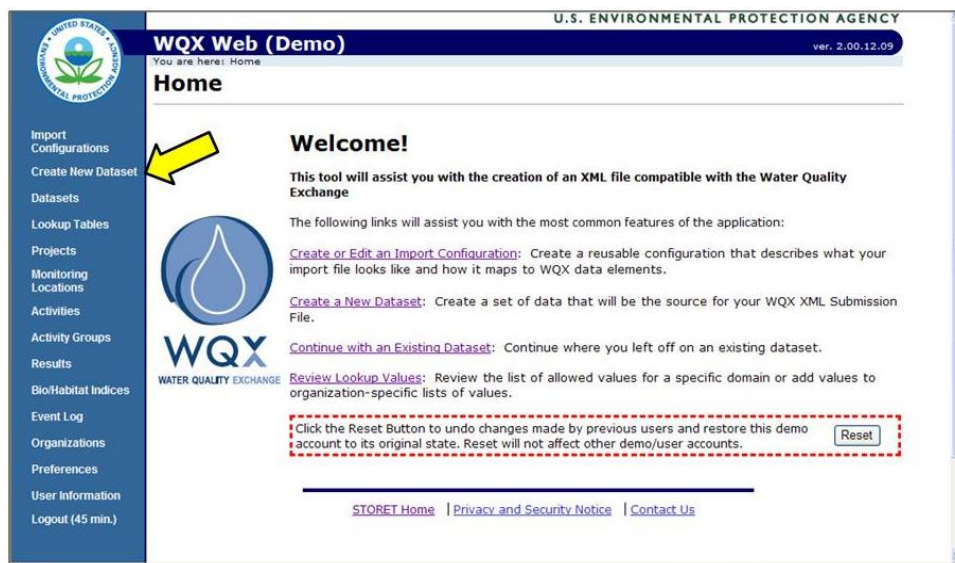 U.S. ENVIRONMENTAL PROTECTION AGENCY
UNITED STATES
ENVIRONMENTAL PROTECTION AGENCY
WQX Web (Demo)
ver. 2.00.12.09
You are here: Home
Home
Import
Configurations
Create New Dataset
Datasets
Lookup Tables
Projects
Monitoring
Locations
Activities
Activity Groups
Results
Bio/Habitat Indices
Event Log
Organizations
Preferences
User Information
Logout (45 min.)
WQX
WATER QUALITY EXCHANGE
Welcome!
This tool will assist you with the creation of an XML file compatible with the Water Quality
Exchange
The following links will assist you with the most common features of the application:
Create or Edit an Import Configuration: Create a reusable configuration that describes what your
import file looks like and how it maps to WQX data elements.
Create a New Dataset: Create a set of data that will be the source for your WQX XML Submission
File.
Continue with an Existing Dataset: Continue where you left off on an existing dataset.
Review Lookup Values: Review the list of allowed values for a specific domain or add values to
organization-specific lists of values.
Click the Reset Button to undo changes made by previous users and restore this demo
account to its original state. Reset will not affect other demo/user accounts.
Reset
STORET Home | Privacy and Security Notice | Contact Us